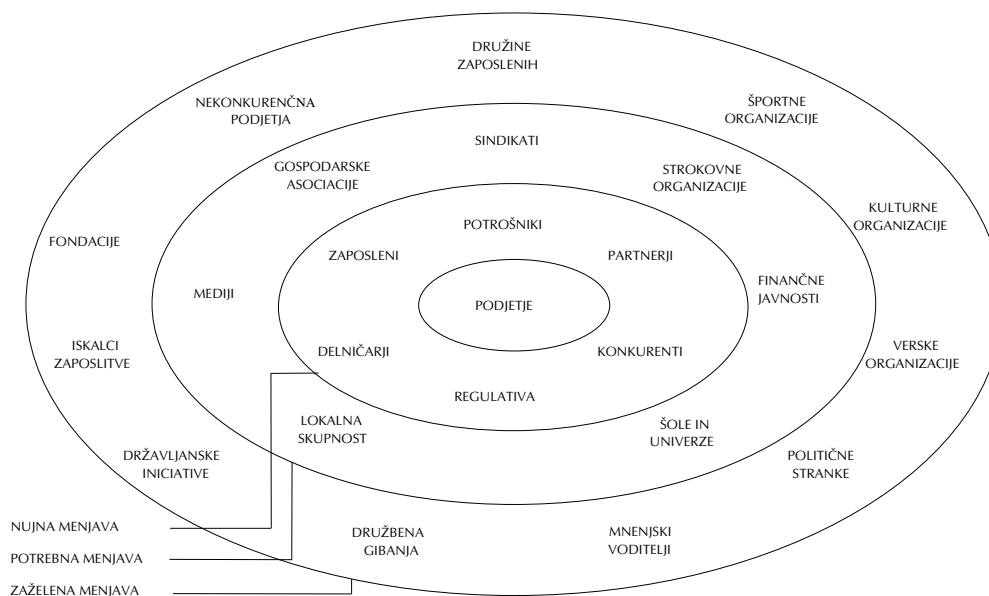 DRUŽINE
ZAPOSLENIH
NEKONKURENČNA
PODJETJA
ŠPORTNE
ORGANIZACIJE
SINDIKATI
GOSPODARSKE
ASOCIACIJE
STROKOVNE
ORGANIZACIJE
KULTURNE
ORGANIZACIJE
POTROŠNIKI
FONDACIJE
ZAPOSLENI
PARTNERJI
FINANČNE
JAVNOSTI
MEDIJI
PODJETJE
ISKALCI
ZAPOSLITVE
DELNIČARJI
KONKURENTI
VERSKE
ORGANIZACIJE
REGULATIVA
LOKALNA
SKUPNOST
ŠOLE IN
UNIVERZE
DRŽAVLJANSKE
INICIATIVE
POLITIČNE
STRANKE
NUJNA MENJAVA
DRUŽBENA
GIBANJA
MNENJSKI
VODITELJI
POTREBNA MENJAVA
ZAŽELENA MENJAVA